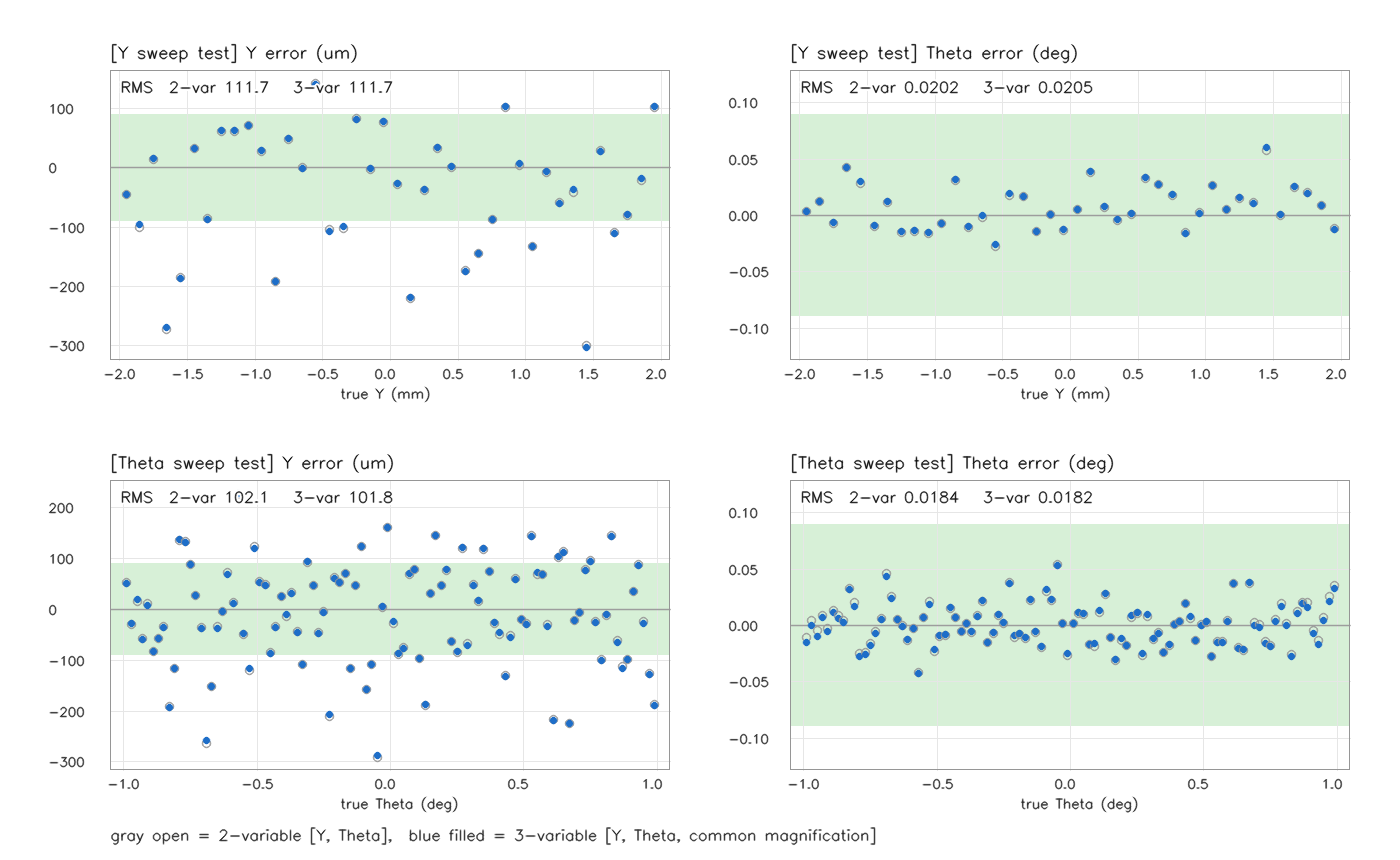 [Y sweep test] Y error (um)
RMS 2-var 111.7 3-var 111.7
100
0
-100
-200
-300
-2.0 -1.5 -1.0 -0.5 0.0 0.5 1.0 1.5 2.0
true Y (mm)
[Y sweep test] Theta error (deg)
RMS 2-var 0.0202 3-var 0.0205
0.10
0.05
0.00
-0.05
-0.10
-2.0 -1.5 -1.0 -0.5 0.0 0.5 1.0 1.5 2.0
true Y (mm)
[Theta sweep test] Y error (um)
RMS 2-var 102.1 3-var 101.8
200
100
0
-100
-200
-300
-1.0 -0.5 0.0 0.5 1.0
true Theta (deg)
[Theta sweep test] Theta error (deg)
RMS 2-var 0.0184 3-var 0.0182
0.10
0.05
0.00
-0.05
-0.10
-1.0 -0.5 0.0 0.5 1.0
true Theta (deg)
gray open = 2-variable [Y, Theta], blue filled = 3-variable [Y, Theta, common magnification]